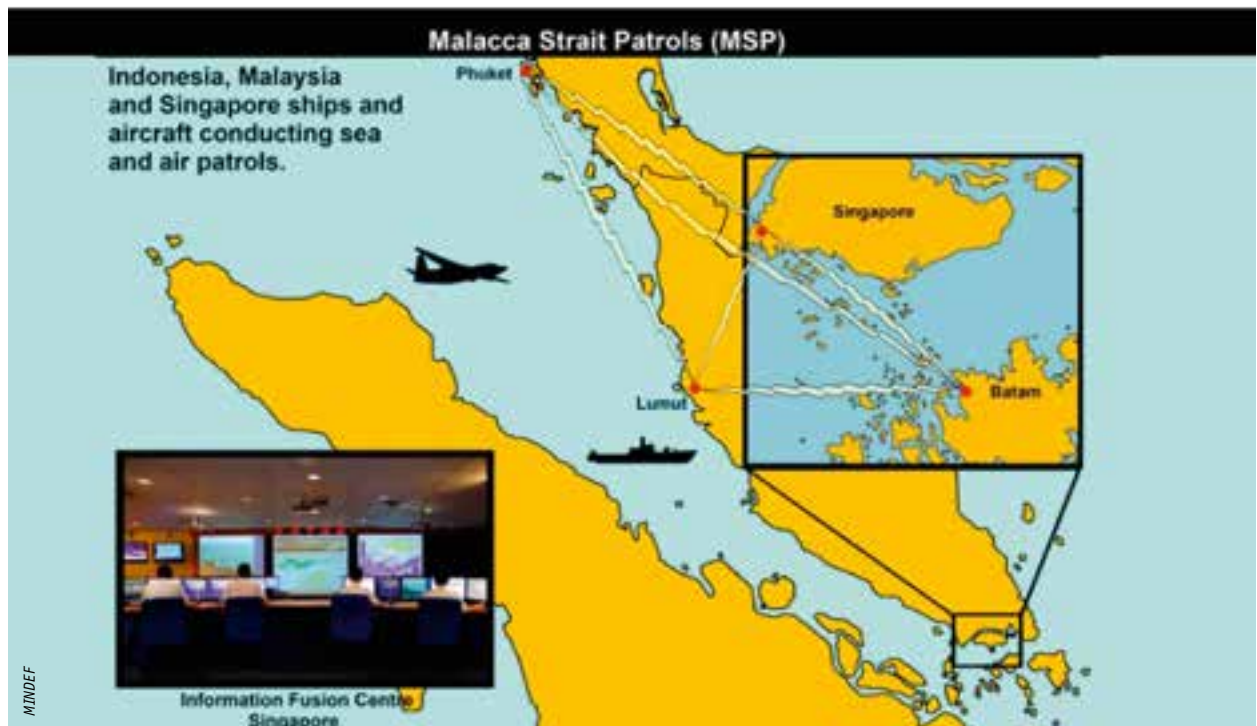 Malacca Strait Patrols (MSP)
Indonesia, Malaysia
and Singapore ships and
aircraft conducting sea
and air patrols.
Phuket
Singapore
Batam
Lumut
Information Fusion Centre
Singapore
MINDEF